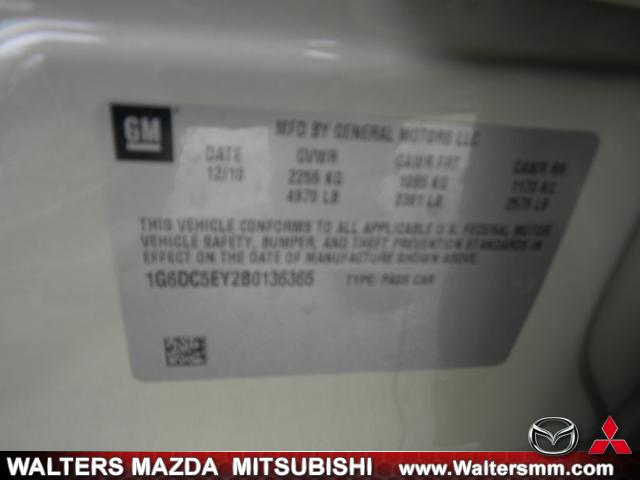 GM
MFD BY GENERAL MOTORS LLC
DATE GVWR GAWR FRT GAWR RR
12/10 2255 KG 1085 KG 1170 KG
4970 LB 2391 LB 2579 LB
THIS VEHICLE CONFORMS TO ALL APPLICABLE U.S. FEDERAL MOTOR
VEHICLE SAFETY, BUMPER, AND THEFT PREVENTION STANDARDS IN
EFFECT ON THE DATE OF MANUFACTURE SHOWN ABOVE.
1G6DC5EY2B0136365 TYPE: PASS CAR
WALTERS MAZDA MITSUBISHI www.Waltersmm.com